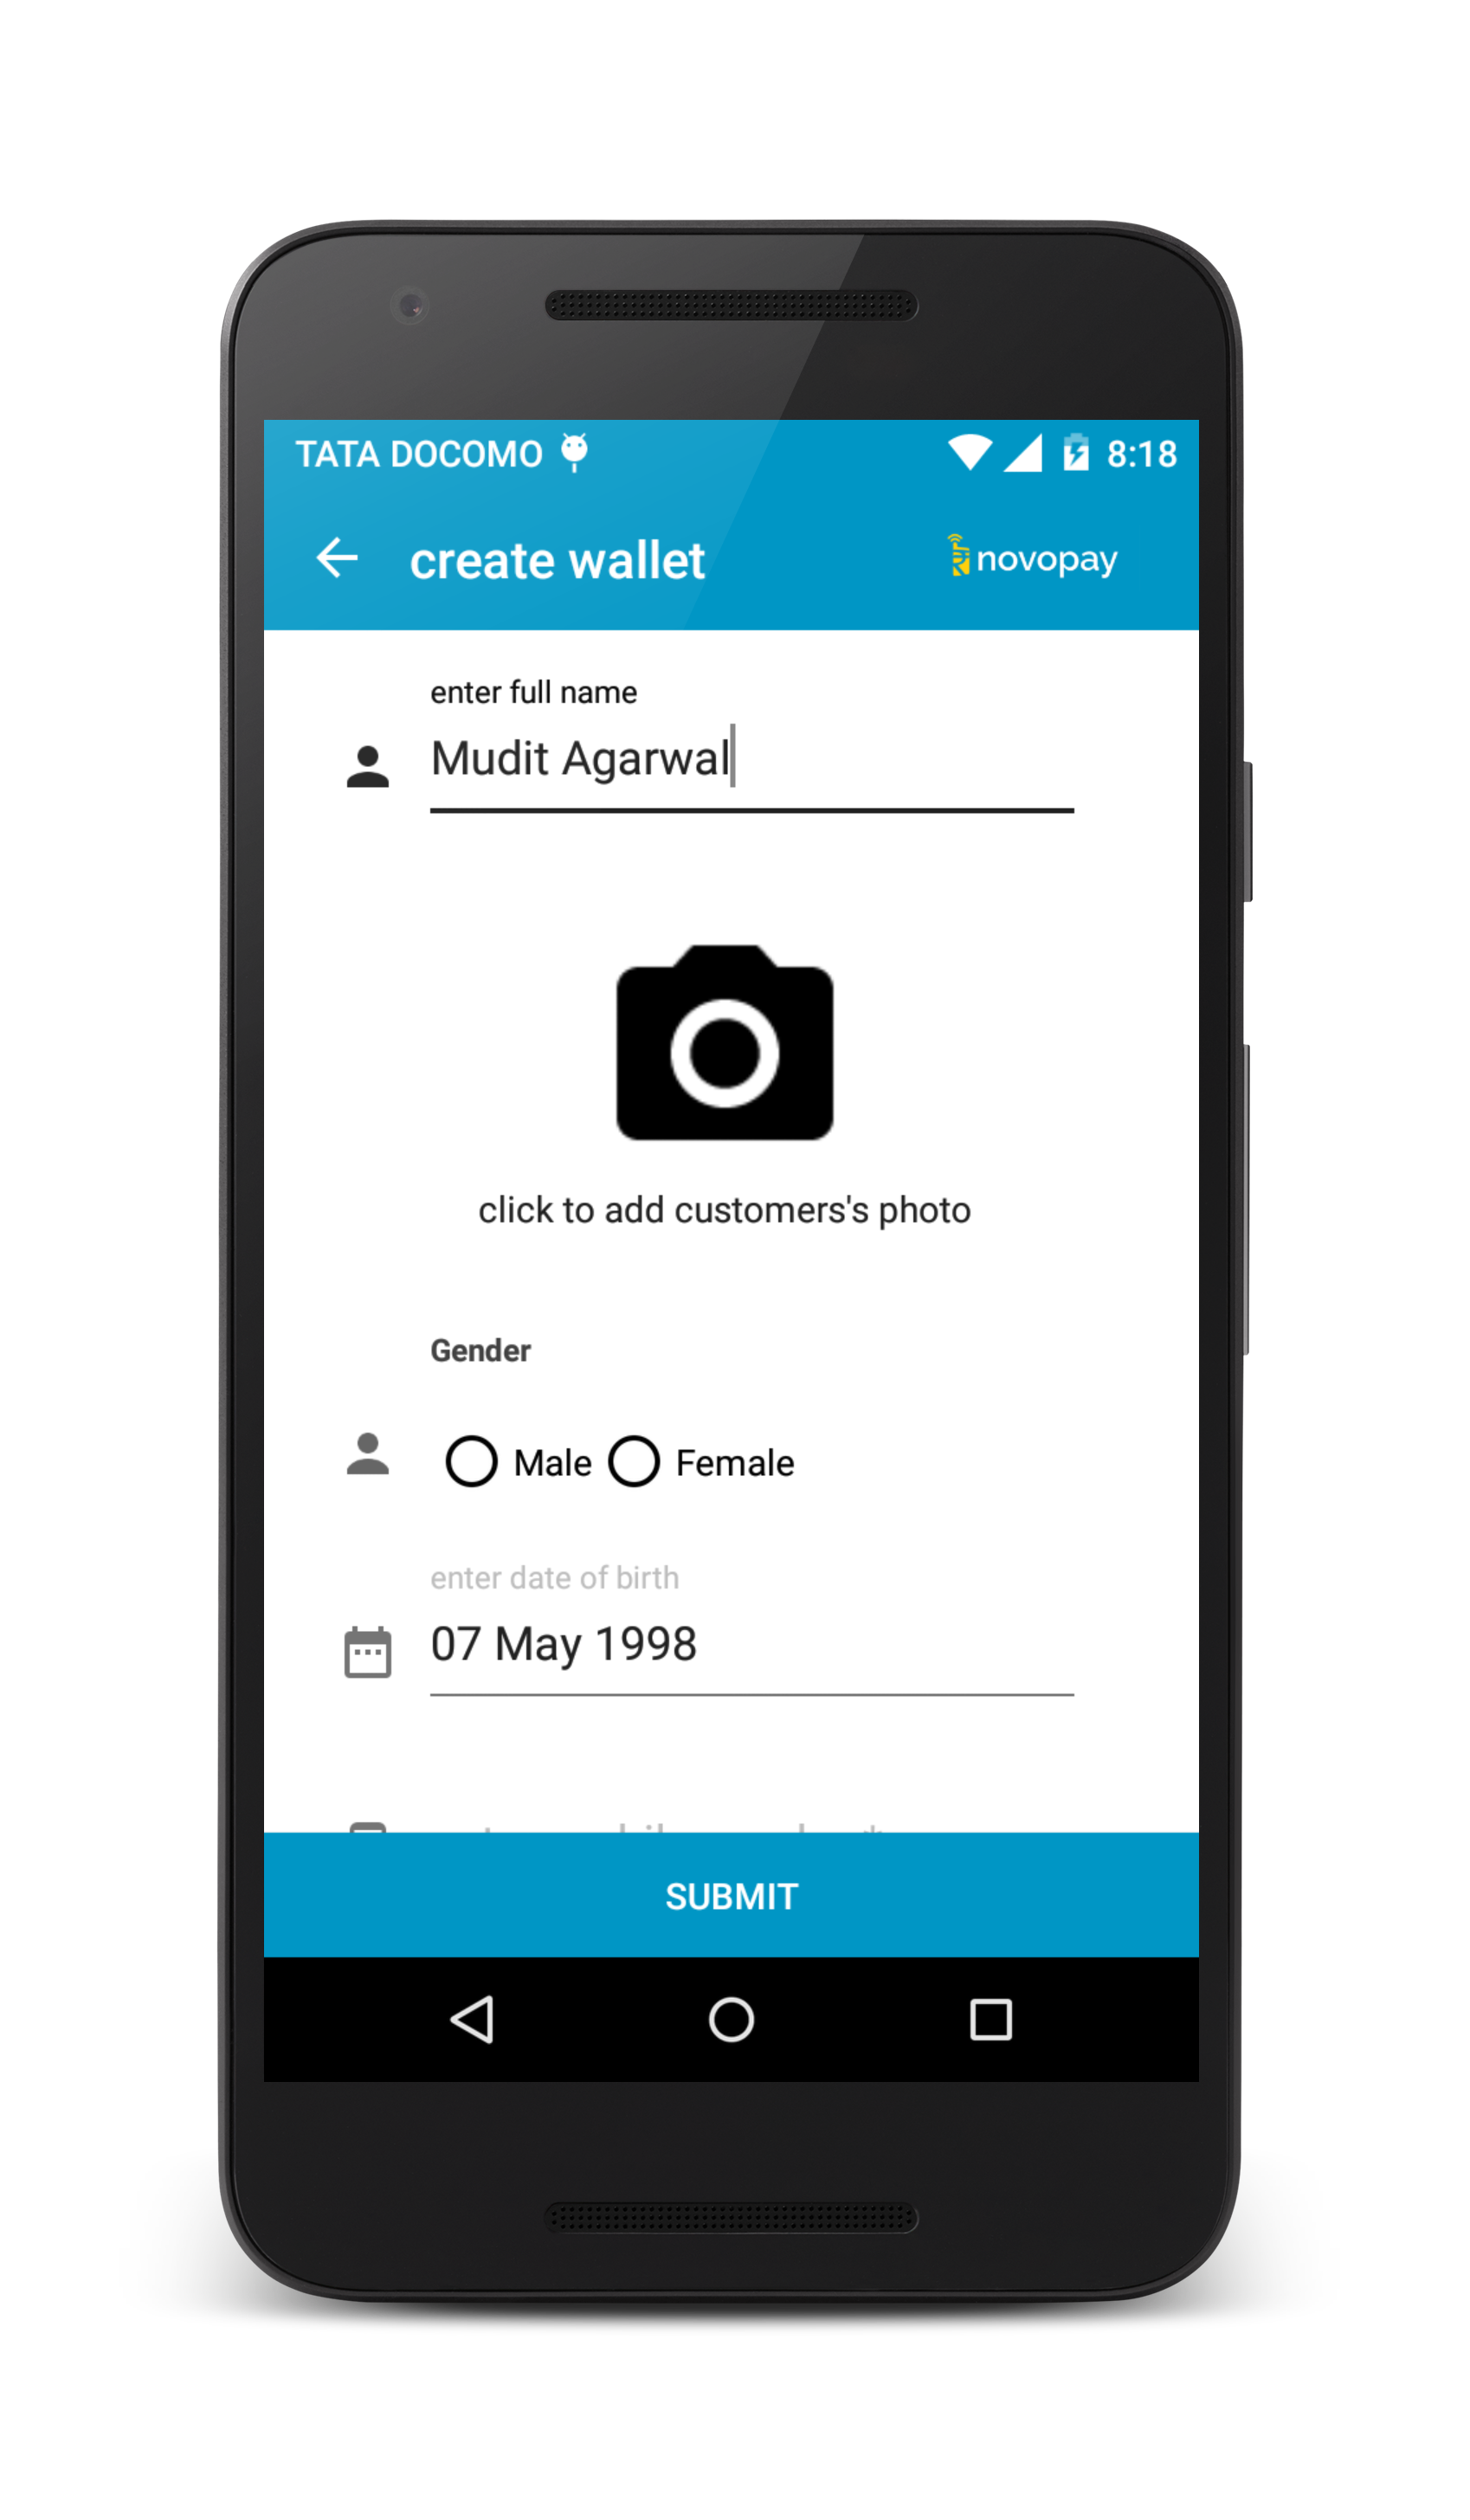 TATA DOCOMO 8:18
create wallet novopay
enter full name
Mudit Agarwal
click to add customers's photo
Gender
Male Female
enter date of birth
07 May 1998
SUBMIT